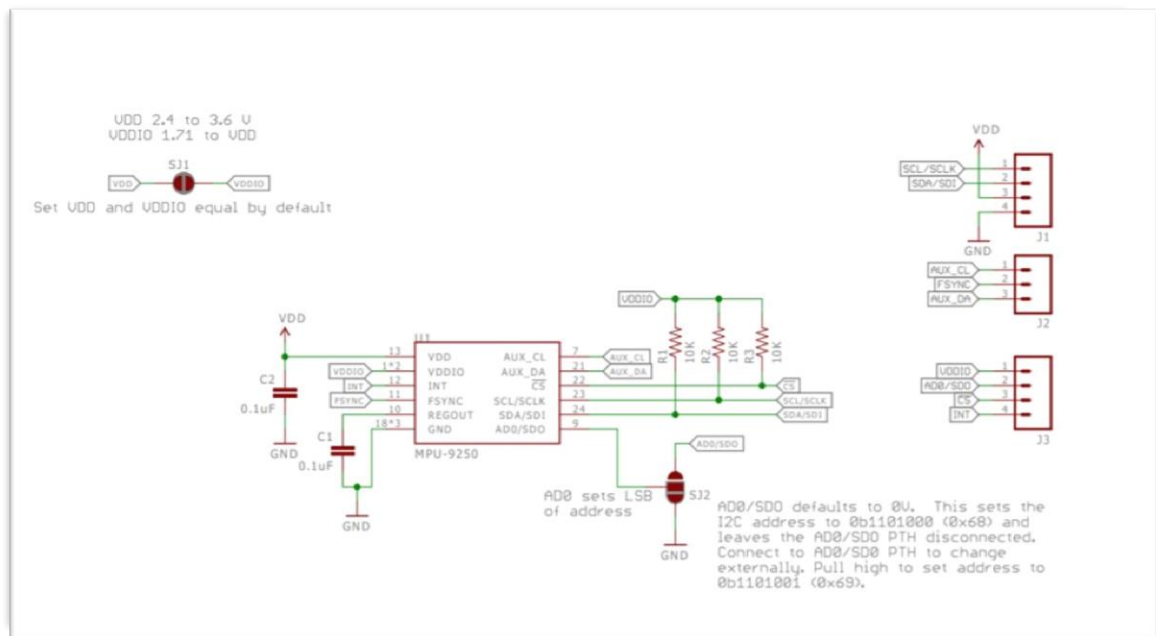 VDD 2.4 to 3.6 V
VDDIO 1.71 to VDD
SJ1
VDD
VDDIO
Set VDD and VDDIO equal by default
VDD
SCL/SCLK
1
SDA/SDI
2
3
4
GND
J1
AUX_CL
1
FSYNC
2
AUX_DA
3
J2
VDDIO
1
AD0/SDO
2
CS
3
INT
4
J3
VDD
C2
0.1uF
GND
C1
0.1uF
GND
U1
VDDIO
INT
FSYNC
13
1*2
12
11
10
18*3
VDD
VDDIO
INT
FSYNC
REGOUT
GND
AUX_CL
AUX_DA
CS
SCL/SCLK
SDA/SDI
AD0/SDO
7
21
22
23
24
9
MPU-9250
AUX_CL
AUX_DA
VDDIO
R1
10K
R2
10K
R3
10K
CS
SCL/SCLK
SDA/SDI
AD0/SDO
SJ2
GND
AD0 sets LSB
of address
AD0/SDO defaults to 0V. This sets the
I2C address to 0b1101000 (0x68) and
leaves the AD0/SDO PTH disconnected.
Connect to AD0/SD0 PTH to change
externally. Pull high to set address to
0b1101001 (0x69).